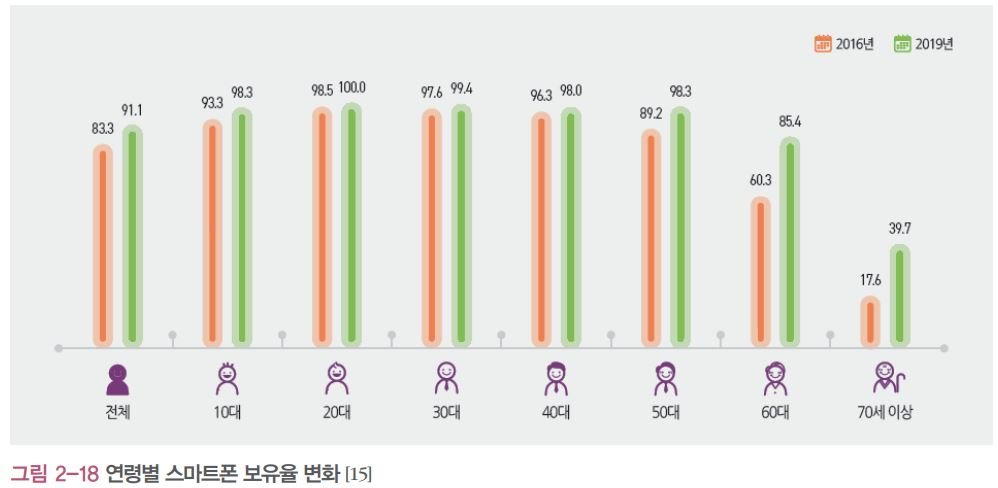 2016년 2019년
83.3 91.1 93.3 98.3 98.5 100.0 97.6 99.4 96.3 98.0 89.2 98.3 60.3 85.4 17.6 39.7
전체 10대 20대 30대 40대 50대 60대 70세 이상
그림 2-18 연령별 스마트폰 보유율 변화 [15]